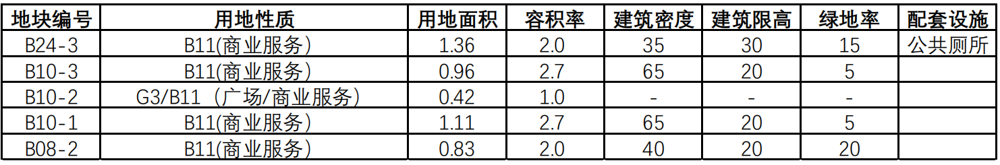 地块编号 用地性质 用地面积 容积率 建筑密度 建筑限高 绿地率 配套设施
B24-3 B11(商业服务) 1.36 2.0 35 30 15 公共厕所
B10-3 B11(商业服务) 0.96 2.7 65 20 5
B10-2 G3/B11（广场/商业服务） 0.42 1.0 - - -
B10-1 B11(商业服务) 1.11 2.7 65 20 5
B08-2 B11(商业服务) 0.83 2.0 40 20 20